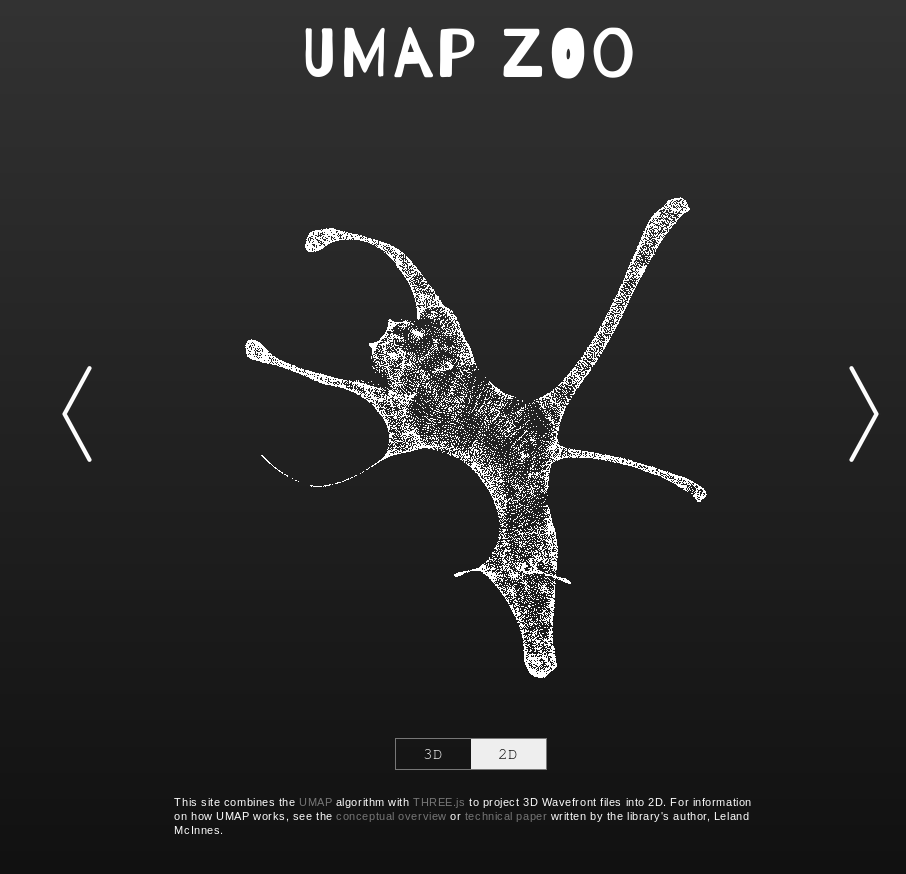 UMAP ZOO
3D 2D
This site combines the UMAP algorithm with THREE.js to project 3D Wavefront files into 2D. For information
on how UMAP works, see the conceptual overview or technical paper written by the library's author, Leland
McInnes.